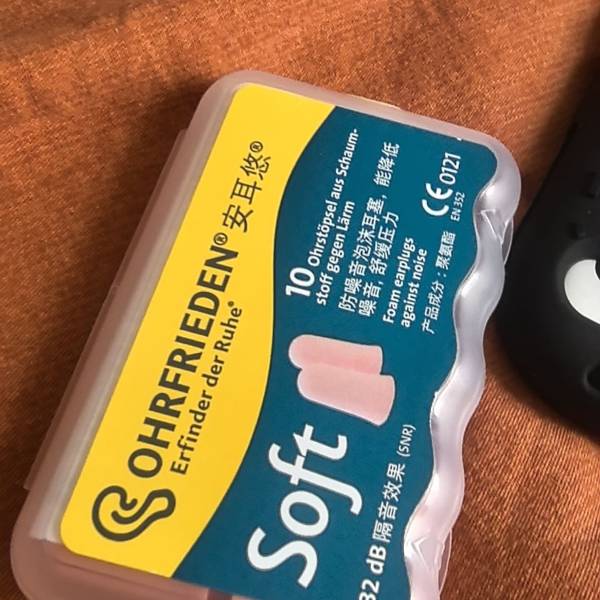 OHRFRIEDEN® 安耳悠®
Erfinder der Ruhe®
Soft
10 Ohrstöpsel aus Schaum-
stoff gegen Lärm
防噪音泡沫耳塞，能降低
噪音，舒缓压力
Foam earplugs
against noise
产品成分：聚氨酯
CE 0121
EN 352
32 dB 隔音效果 (SNR)